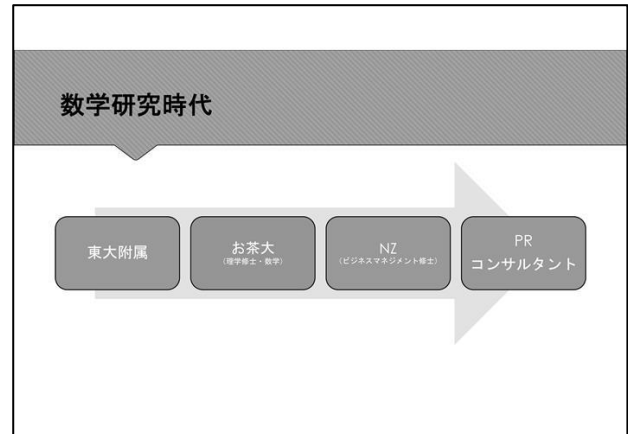 数学研究時代
東大附属
お茶大
(理学修士・数学)
NZ
(ビジネスマネジメント修士)
PR
コンサルタント